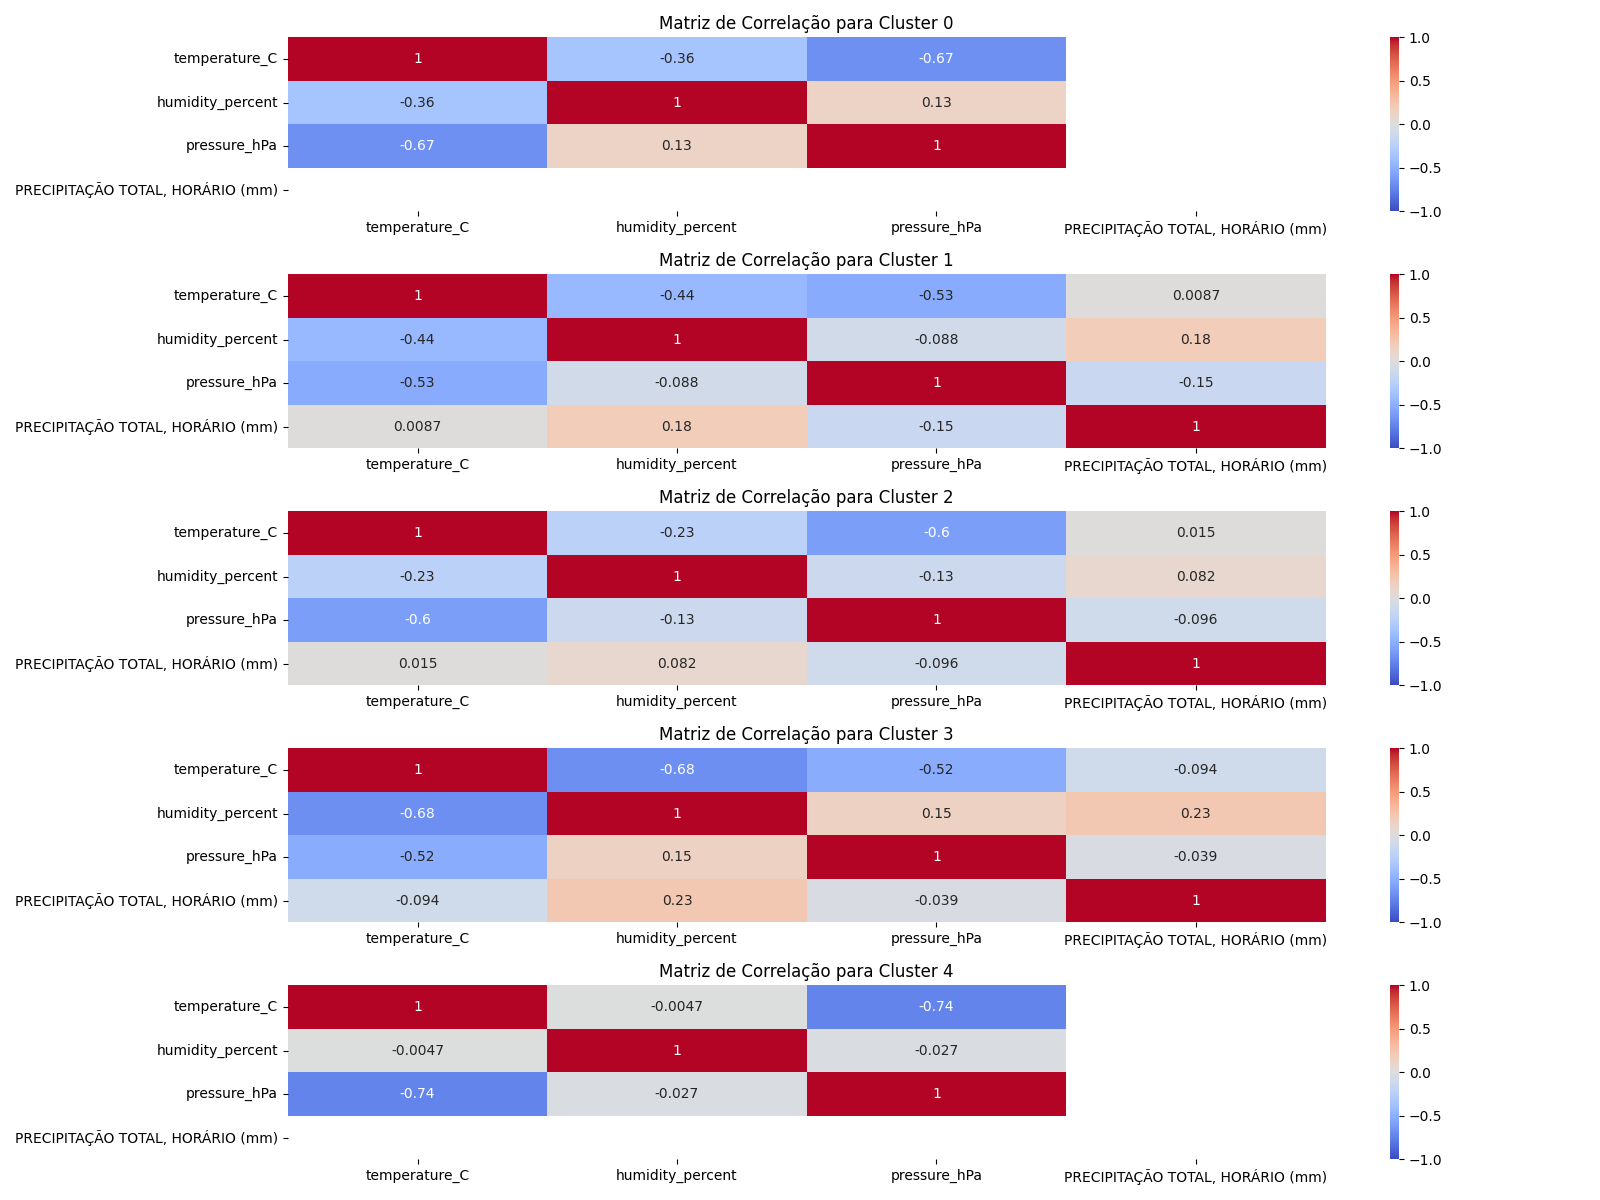 Matriz de Correlação para Cluster 0
temperature_C 1 -0.36 -0.67
humidity_percent -0.36 1 0.13
pressure_hPa -0.67 0.13 1
PRECIPITAÇÃO TOTAL, HORÁRIO (mm)
temperature_C humidity_percent pressure_hPa PRECIPITAÇÃO TOTAL, HORÁRIO (mm)
1.0
0.5
0.0
−0.5
−1.0
Matriz de Correlação para Cluster 1
temperature_C 1 -0.44 -0.53 0.0087
humidity_percent -0.44 1 -0.088 0.18
pressure_hPa -0.53 -0.088 1 -0.15
PRECIPITAÇÃO TOTAL, HORÁRIO (mm) 0.0087 0.18 -0.15 1
temperature_C humidity_percent pressure_hPa PRECIPITAÇÃO TOTAL, HORÁRIO (mm)
1.0
0.5
0.0
−0.5
−1.0
Matriz de Correlação para Cluster 2
temperature_C 1 -0.23 -0.6 0.015
humidity_percent -0.23 1 -0.13 0.082
pressure_hPa -0.6 -0.13 1 -0.096
PRECIPITAÇÃO TOTAL, HORÁRIO (mm) 0.015 0.082 -0.096 1
temperature_C humidity_percent pressure_hPa PRECIPITAÇÃO TOTAL, HORÁRIO (mm)
1.0
0.5
0.0
−0.5
−1.0
Matriz de Correlação para Cluster 3
temperature_C 1 -0.68 -0.52 -0.094
humidity_percent -0.68 1 0.15 0.23
pressure_hPa -0.52 0.15 1 -0.039
PRECIPITAÇÃO TOTAL, HORÁRIO (mm) -0.094 0.23 -0.039 1
temperature_C humidity_percent pressure_hPa PRECIPITAÇÃO TOTAL, HORÁRIO (mm)
1.0
0.5
0.0
−0.5
−1.0
Matriz de Correlação para Cluster 4
temperature_C 1 -0.0047 -0.74
humidity_percent -0.0047 1 -0.027
pressure_hPa -0.74 -0.027 1
PRECIPITAÇÃO TOTAL, HORÁRIO (mm)
temperature_C humidity_percent pressure_hPa PRECIPITAÇÃO TOTAL, HORÁRIO (mm)
1.0
0.5
0.0
−0.5
−1.0